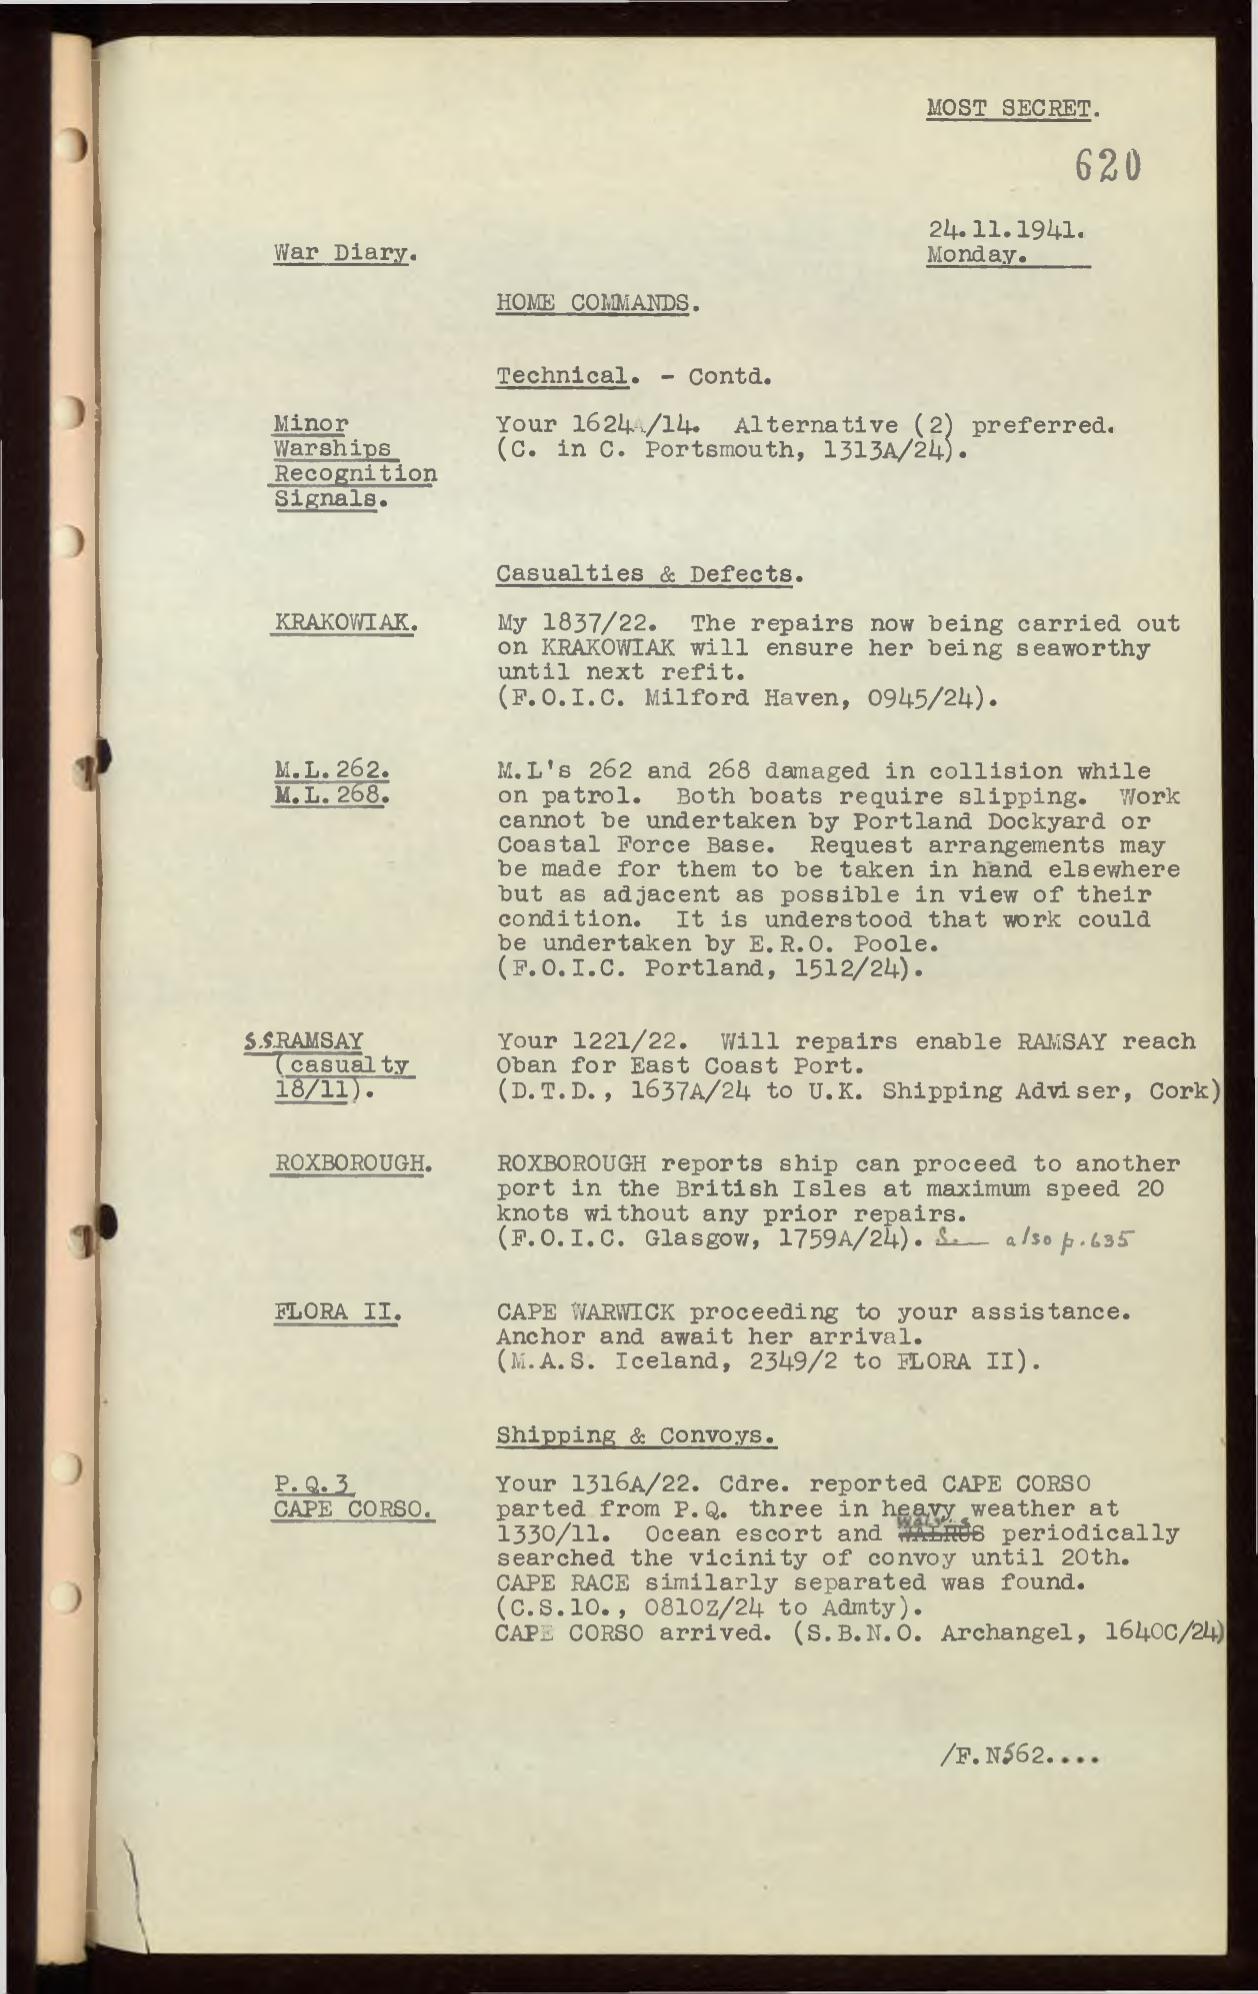 MOST SECRET.
620
24.11.1941.
War Diary.
Monday.
HOME COMMANDS.
Technical. - Contd.
Minor
Warships
Recognition
Signals.
Your 1624A/14. Alternative (2) preferred.
(C. in C. Portsmouth, 1313A/24).
Casualties & Defects.
KRAKOWIAK.
My 1837/22. The repairs now being carried out
on KRAKOWIAK will ensure her being seaworthy
until next refit.
(F.O.I.C. Milford Haven, 0945/24).
M.L.262.
M.L.268.
M.L's 262 and 268 damaged in collision while
on patrol. Both boats require slipping. Work
cannot be undertaken by Portland Dockyard or
Coastal Force Base. Request arrangements may
be made for them to be taken in hand elsewhere
but as adjacent as possible in view of their
condition. It is understood that work could
be undertaken by E.R.O. Poole.
(F.O.I.C. Portland, 1512/24).
S.S.RAMSAY
(casualty
18/11).
Your 1221/22. Will repairs enable RAMSAY reach
Oban for East Coast Port.
(D.T.D., 1637A/24 to U.K. Shipping Adviser, Cork)
ROXBOROUGH.
ROXBOROUGH reports ship can proceed to another
port in the British Isles at maximum speed 20
knots without any prior repairs.
(F.O.I.C. Glasgow, 1759A/24). See also p.635
FLORA II.
CAPE WARWICK proceeding to your assistance.
Anchor and await her arrival.
(M.A.S. Iceland, 2349/2 to FLORA II).
Shipping & Convoys.
P.Q.3
CAPE CORSO.
Your 1316A/22. Cdre. reported CAPE CORSO
parted from P.Q. three in heavy weather at
1330/11. Ocean escort and WALRUS periodically
searched the vicinity of convoy until 20th.
CAPE RACE similarly separated was found.
(C.S.10., 0810Z/24 to Admty).
CAPE CORSO arrived. (S.B.N.O. Archangel, 1640C/24)
/F.N562....